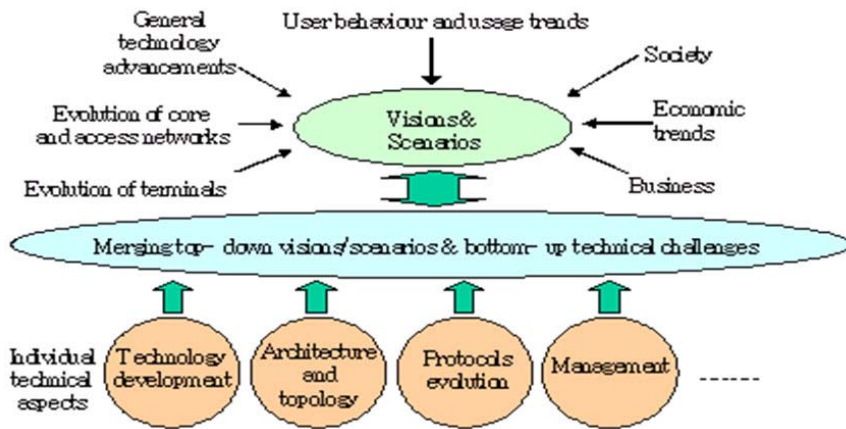 General
technology
advancements
User behaviour and usage trends
Society
Evolution of core
and access networks
Visions &
Scenarios
Economic
trends
Evolution of terminals
Business
Merging top- down visions/scenarios & bottom- up technical challenges
Individual
technical
aspects
Technology
development
Architecture
and
topology
Protocols
evolution
Management
------